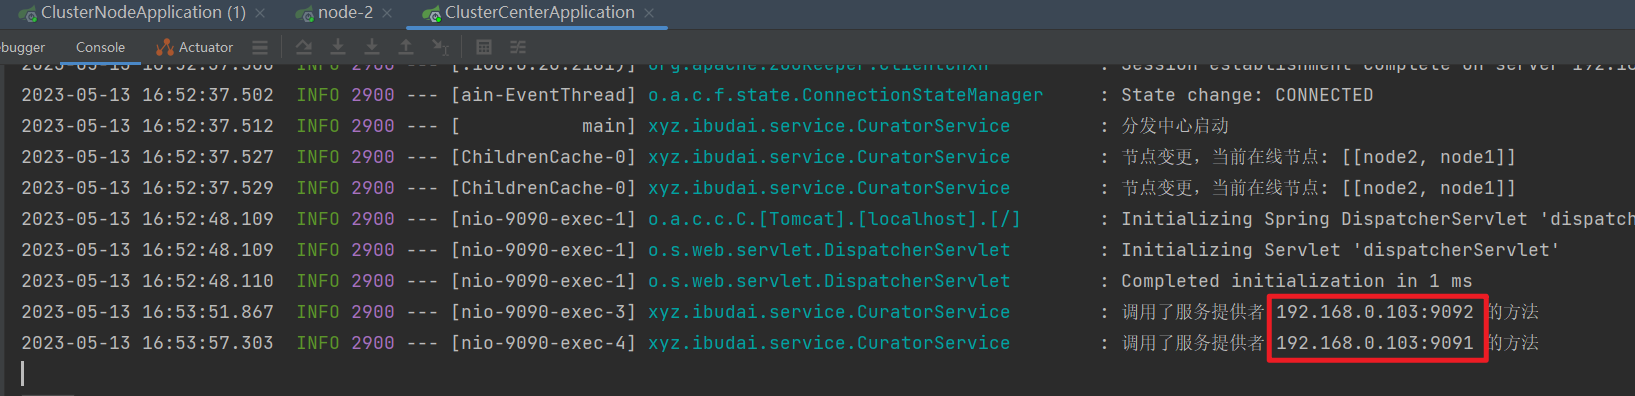 ClusterNodeApplication (1) × node-2 × ClusterCenterApplication ×
ebugger Console Actuator
2023-05-13 16:52:37.502 INFO 2900 --- [ain-EventThread] o.a.c.f.state.ConnectionStateManager : State change: CONNECTED
2023-05-13 16:52:37.512 INFO 2900 --- [ main] xyz.ibudai.service.CuratorService : 分发中心启动
2023-05-13 16:52:37.527 INFO 2900 --- [ChildrenCache-0] xyz.ibudai.service.CuratorService : 节点变更，当前在线节点: [[node2, node1]]
2023-05-13 16:52:37.529 INFO 2900 --- [ChildrenCache-0] xyz.ibudai.service.CuratorService : 节点变更，当前在线节点: [[node2, node1]]
2023-05-13 16:52:48.109 INFO 2900 --- [nio-9090-exec-1] o.a.c.c.C.[Tomcat].[localhost].[/] : Initializing Spring DispatcherServlet 'dispatch
2023-05-13 16:52:48.109 INFO 2900 --- [nio-9090-exec-1] o.s.web.servlet.DispatcherServlet : Initializing Servlet 'dispatcherServlet'
2023-05-13 16:52:48.110 INFO 2900 --- [nio-9090-exec-1] o.s.web.servlet.DispatcherServlet : Completed initialization in 1 ms
2023-05-13 16:53:51.867 INFO 2900 --- [nio-9090-exec-3] xyz.ibudai.service.CuratorService : 调用了服务提供者 192.168.0.103:9092 的方法
2023-05-13 16:53:57.303 INFO 2900 --- [nio-9090-exec-4] xyz.ibudai.service.CuratorService : 调用了服务提供者 192.168.0.103:9091 的方法